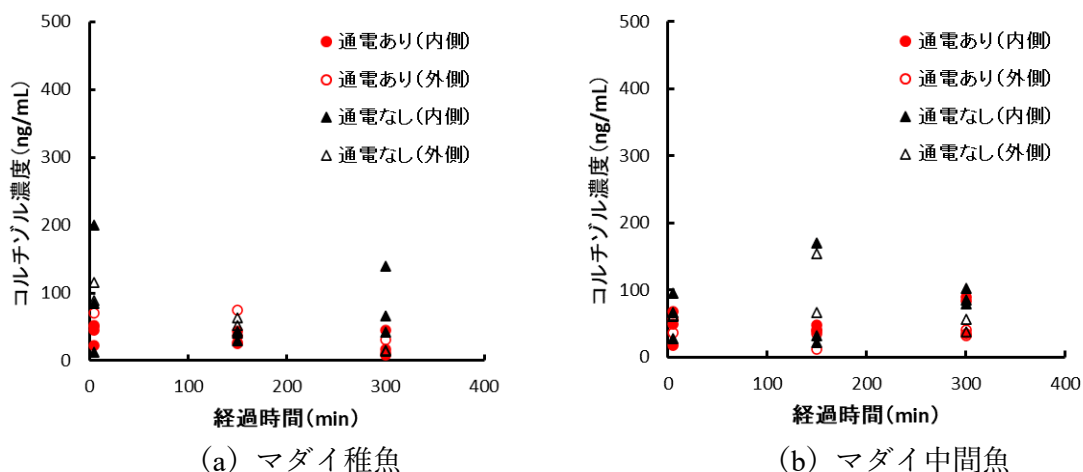 コルチゾル濃度(ng/mL)
500
400
300
200
100
0
通電あり(内側)
通電あり(外側)
通電なし(内側)
通電なし(外側)
0 100 200 300 400
経過時間(min)
(a) マダイ稚魚
コルチゾル濃度(ng/mL)
500
400
300
200
100
0
通電あり(内側)
通電あり(外側)
通電なし(内側)
通電なし(外側)
0 100 200 300 400
経過時間(min)
(b) マダイ中間魚